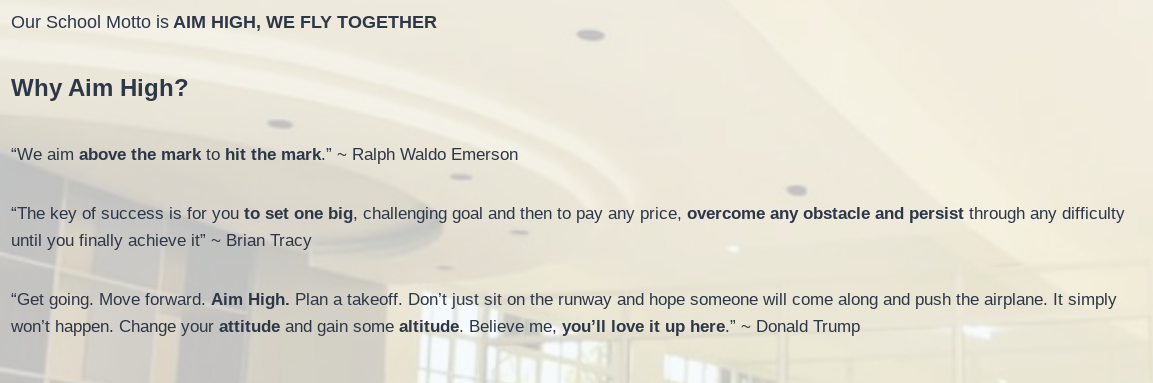 Our School Motto is AIM HIGH, WE FLY TOGETHER
Why Aim High?
“We aim above the mark to hit the mark.” ~ Ralph Waldo Emerson
“The key of success is for you to set one big, challenging goal and then to pay any price, overcome any obstacle and persist through any difficulty
until you finally achieve it” ~ Brian Tracy
“Get going. Move forward. Aim High. Plan a takeoff. Don’t just sit on the runway and hope someone will come along and push the airplane. It simply
won’t happen. Change your attitude and gain some altitude. Believe me, you’ll love it up here.” ~ Donald Trump